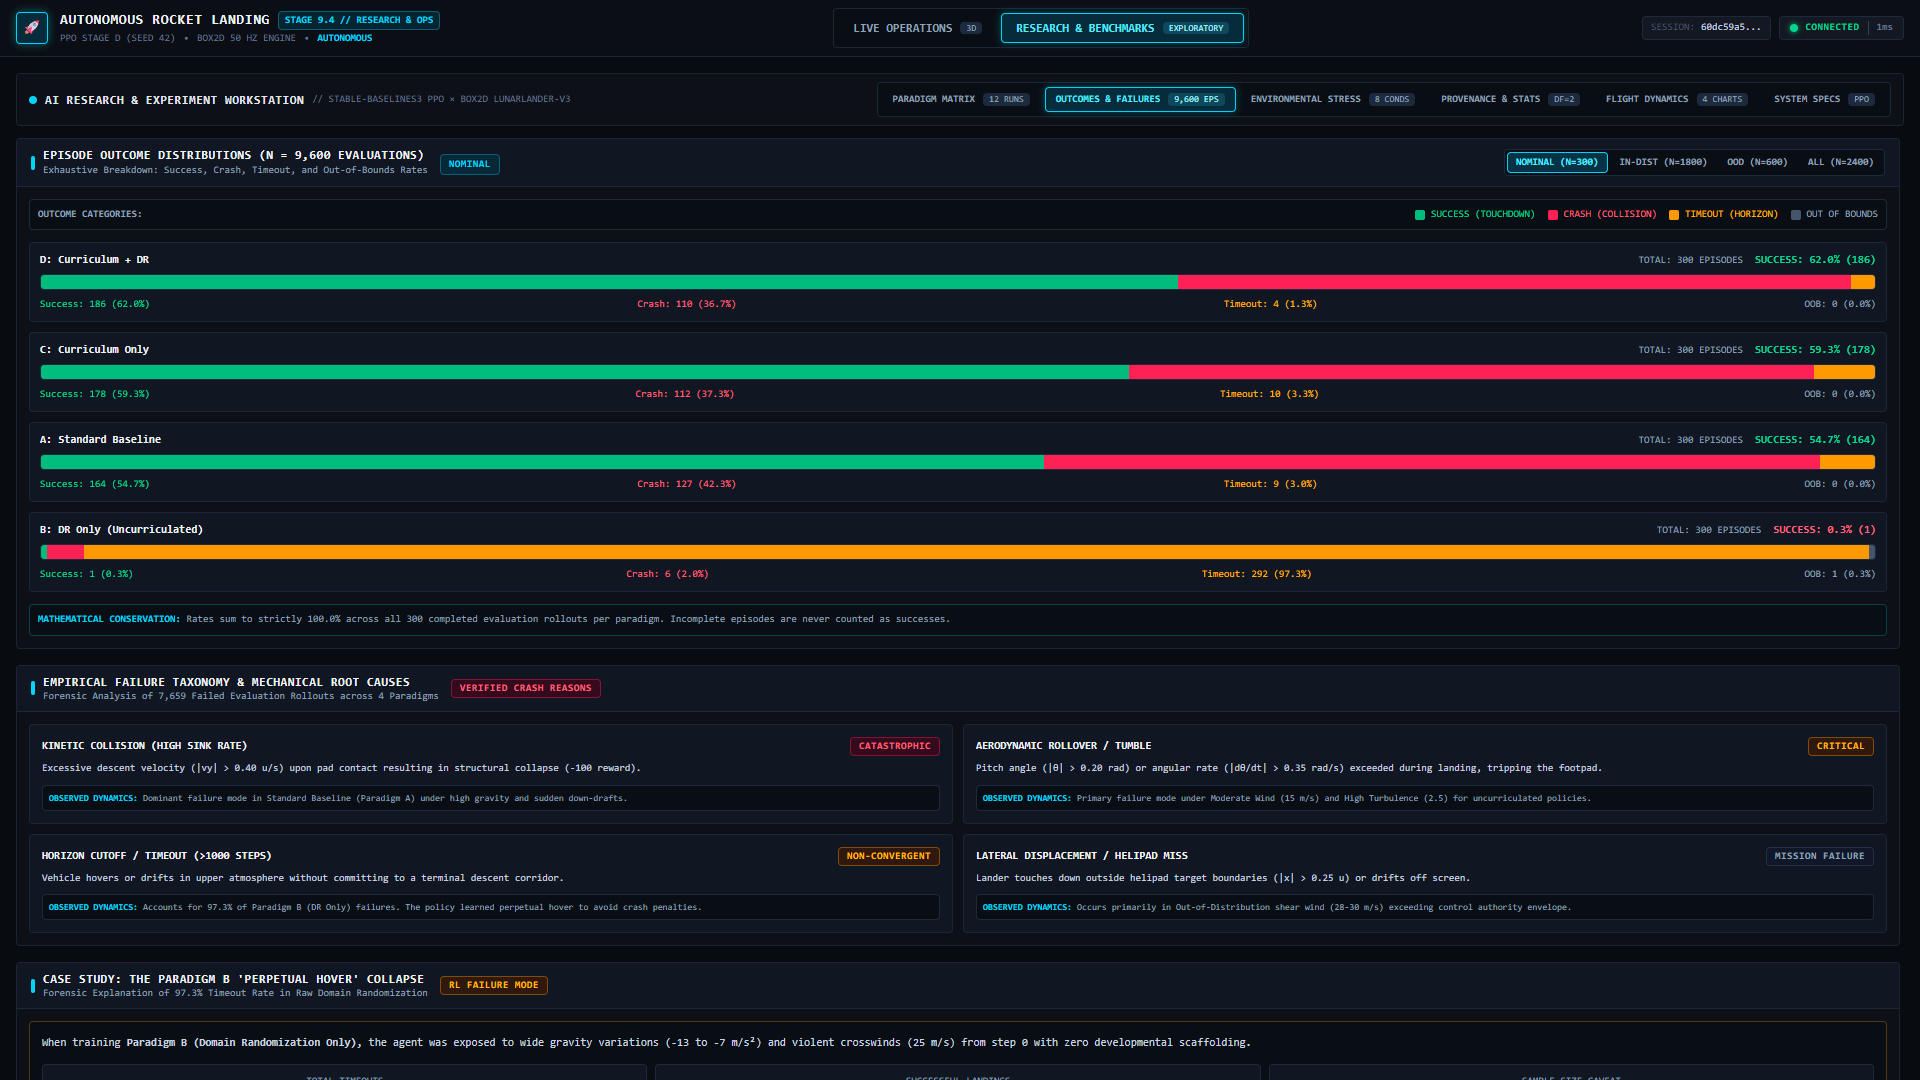 AUTONOMOUS ROCKET LANDING STAGE 9.4 // RESEARCH & OPS
PPO STAGE D (SEED 42) • BOX2D 50 HZ ENGINE • AUTONOMOUS
LIVE OPERATIONS 3D
RESEARCH & BENCHMARKS EXPLORATORY
SESSION: 60dc59a5...
CONNECTED 1ms
AI RESEARCH & EXPERIMENT WORKSTATION // STABLE-BASELINES3 PPO × BOX2D LUNARLANDER-V3
PARADIGM MATRIX 12 RUNS
OUTCOMES & FAILURES 9,600 EPS
ENVIRONMENTAL STRESS 8 CONDS
PROVENANCE & STATS DF=2
FLIGHT DYNAMICS 4 CHARTS
SYSTEM SPECS PPO
EPISODE OUTCOME DISTRIBUTIONS (N = 9,600 EVALUATIONS)
Exhaustive Breakdown: Success, Crash, Timeout, and Out-of-Bounds Rates
NOMINAL
NOMINAL (N=300) IN-DIST (N=1800) OOD (N=600) ALL (N=2400)
OUTCOME CATEGORIES:
SUCCESS (TOUCHDOWN) CRASH (COLLISION) TIMEOUT (HORIZON) OUT OF BOUNDS
D: Curriculum + DR
TOTAL: 300 EPISODES SUCCESS: 62.0% (186)
Success: 186 (62.0%) Crash: 110 (36.7%) Timeout: 4 (1.3%) OOB: 0 (0.0%)
C: Curriculum Only
TOTAL: 300 EPISODES SUCCESS: 59.3% (178)
Success: 178 (59.3%) Crash: 112 (37.3%) Timeout: 10 (3.3%) OOB: 0 (0.0%)
A: Standard Baseline
TOTAL: 300 EPISODES SUCCESS: 54.7% (164)
Success: 164 (54.7%) Crash: 127 (42.3%) Timeout: 9 (3.0%) OOB: 0 (0.0%)
B: DR Only (Uncurriculated)
TOTAL: 300 EPISODES SUCCESS: 0.3% (1)
Success: 1 (0.3%) Crash: 6 (2.0%) Timeout: 292 (97.3%) OOB: 1 (0.3%)
MATHEMATICAL CONSERVATION: Rates sum to strictly 100.0% across all 300 completed evaluation rollouts per paradigm. Incomplete episodes are never counted as successes.
EMPIRICAL FAILURE TAXONOMY & MECHANICAL ROOT CAUSES
Forensic Analysis of 7,659 Failed Evaluation Rollouts across 4 Paradigms
VERIFIED CRASH REASONS
KINETIC COLLISION (HIGH SINK RATE) CATASTROPHIC
Excessive descent velocity (|vy| > 0.40 u/s) upon pad contact resulting in structural collapse (-100 reward).
OBSERVED DYNAMICS: Dominant failure mode in Standard Baseline (Paradigm A) under high gravity and sudden down-drafts.
AERODYNAMIC ROLLOVER / TUMBLE CRITICAL
Pitch angle (|θ| > 0.20 rad) or angular rate (|dθ/dt| > 0.35 rad/s) exceeded during landing, tripping the footpad.
OBSERVED DYNAMICS: Primary failure mode under Moderate Wind (15 m/s) and High Turbulence (2.5) for uncurriculated policies.
HORIZON CUTOFF / TIMEOUT (>1000 STEPS) NON-CONVERGENT
Vehicle hovers or drifts in upper atmosphere without committing to a terminal descent corridor.
OBSERVED DYNAMICS: Accounts for 97.3% of Paradigm B (DR Only) failures. The policy learned perpetual hover to avoid crash penalties.
LATERAL DISPLACEMENT / HELIPAD MISS MISSION FAILURE
Lander touches down outside helipad target boundaries (|x| > 0.25 u) or drifts off screen.
OBSERVED DYNAMICS: Occurs primarily in Out-of-Distribution shear wind (28-30 m/s) exceeding control authority envelope.
CASE STUDY: THE PARADIGM B 'PERPETUAL HOVER' COLLAPSE
Forensic Explanation of 97.3% Timeout Rate in Raw Domain Randomization
RL FAILURE MODE
When training Paradigm B (Domain Randomization Only), the agent was exposed to wide gravity variations (-13 to -7 m/s²) and violent crosswinds (25 m/s) from step 0 with zero developmental scaffolding.
TOTAL TIMEOUTS SUCCESSFUL LANDINGS SAMPLE SIZE CAVEAT